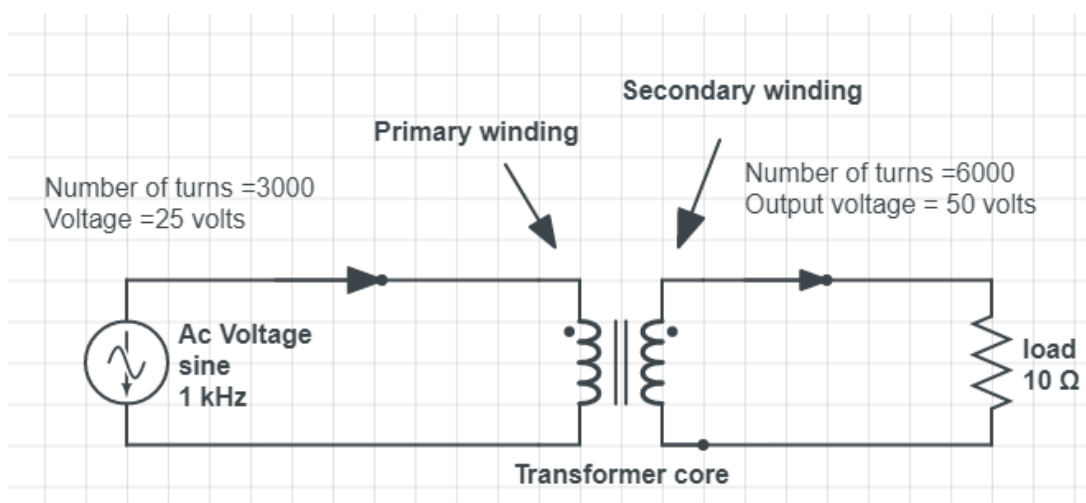 Secondary winding
Primary winding
Number of turns =3000
Voltage =25 volts
Number of turns =6000
Output voltage = 50 volts
Ac Voltage
sine
1 kHz
load
10 Ω
Transformer core